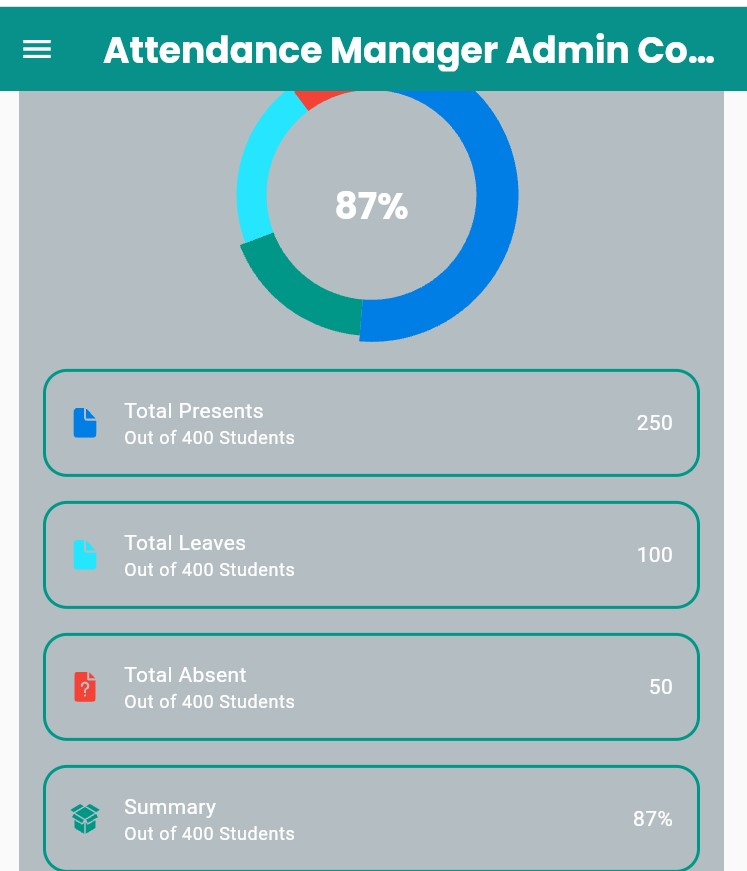 Attendance Manager Admin Co...
87%
Total Presents
Out of 400 Students
250
Total Leaves
Out of 400 Students
100
?
Total Absent
Out of 400 Students
50
Summary
Out of 400 Students
87%